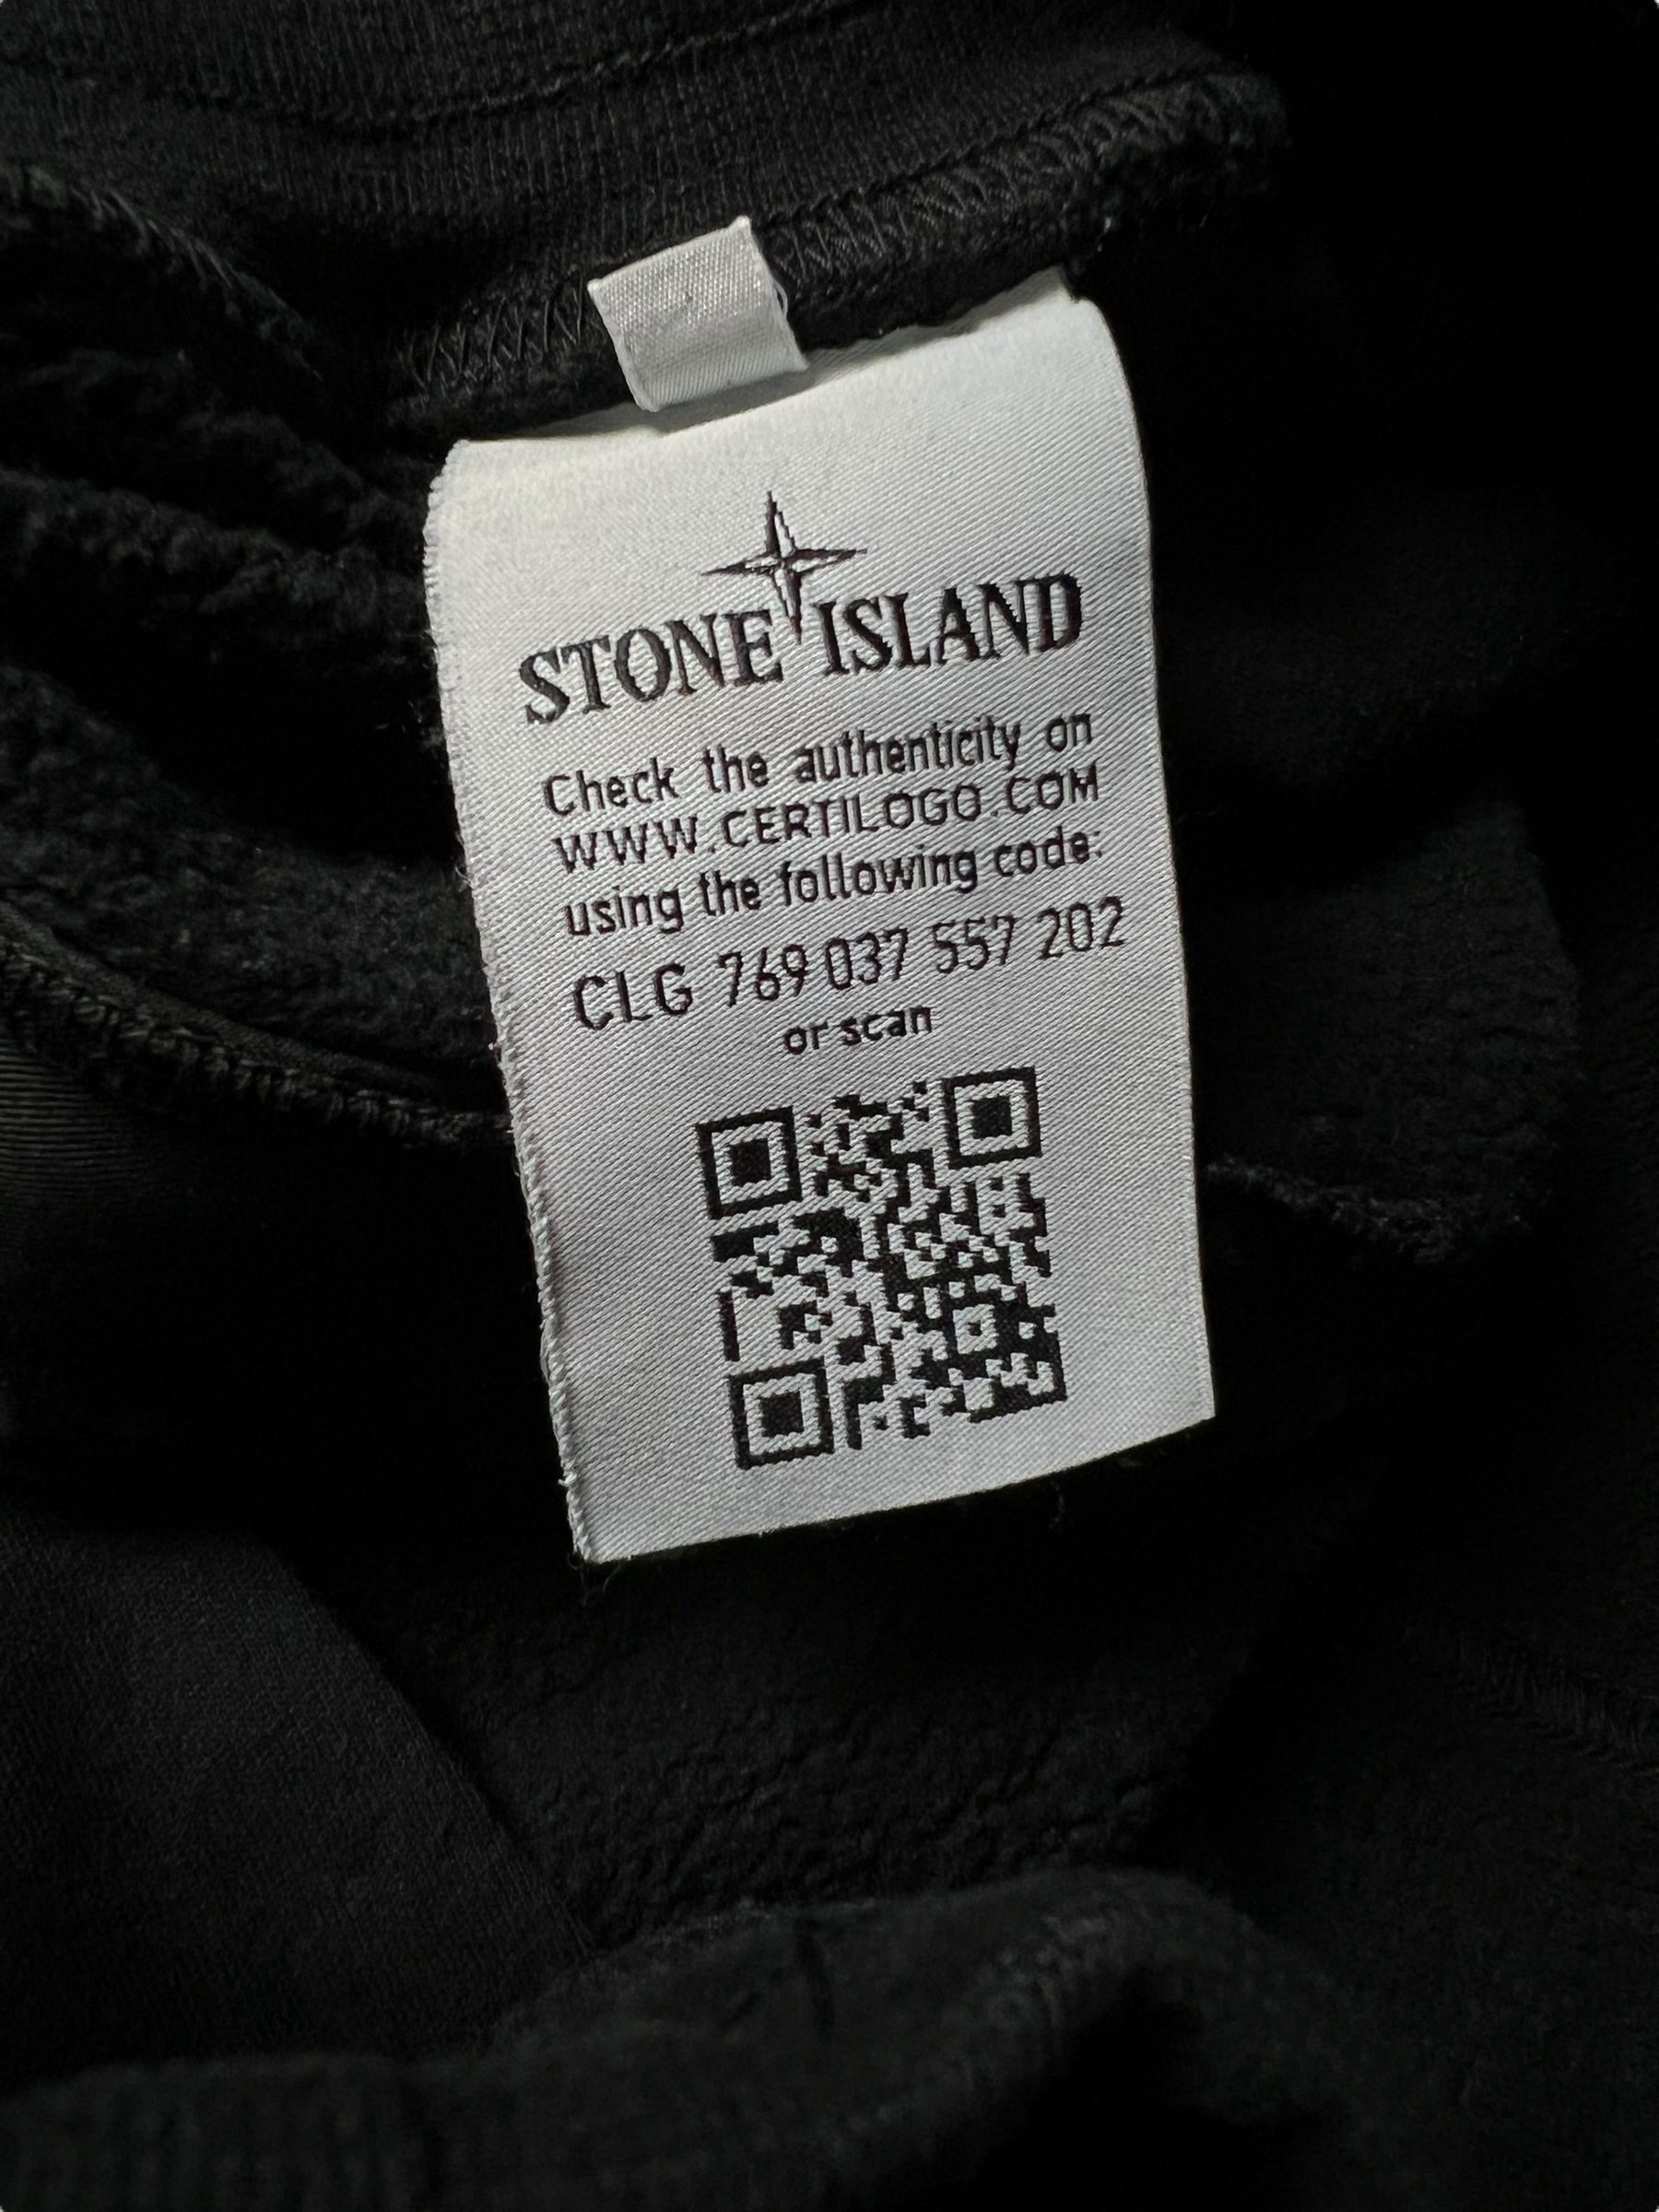 STONE ISLAND
Check the authenticity on
WWW.CERTILOGO.COM
using the following code:
CLG 769 037 557 202
or scan